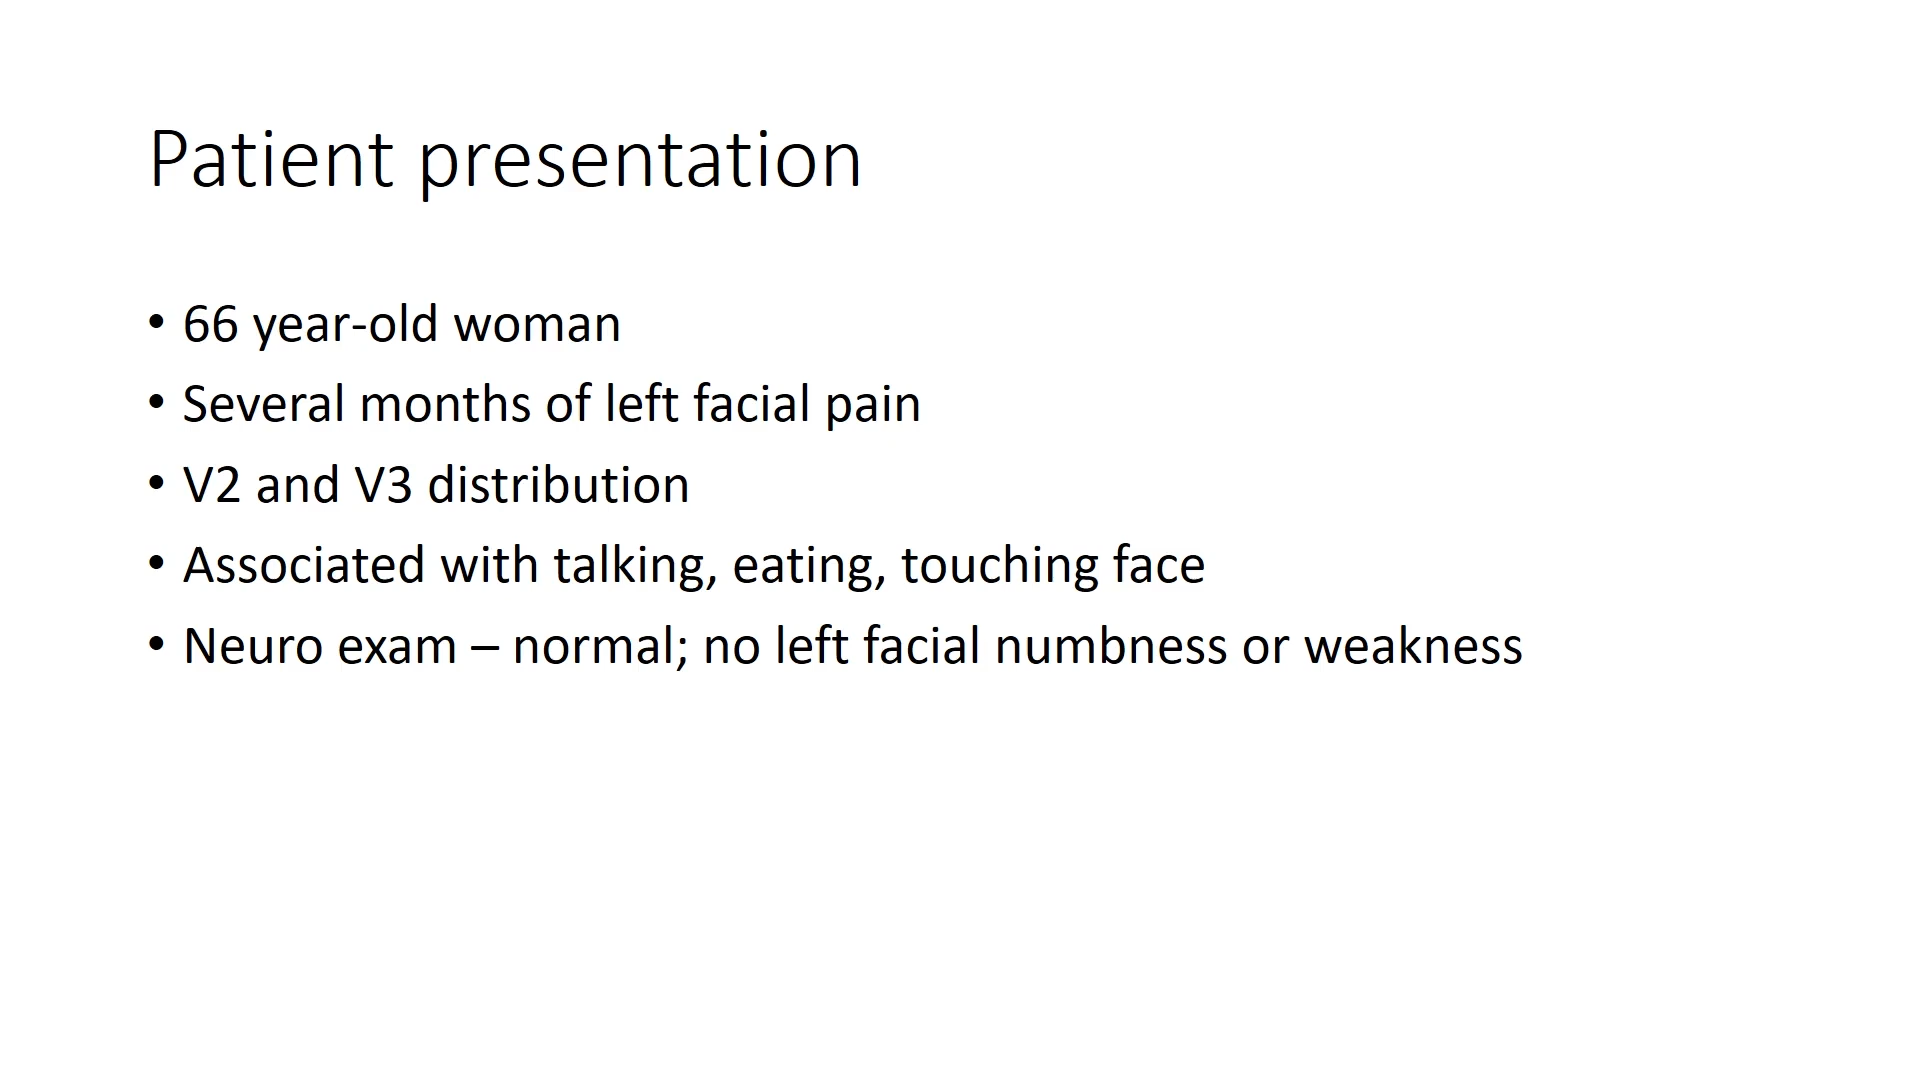 Patient presentation
• 66 year-old woman
• Several months of left facial pain
• V2 and V3 distribution
• Associated with talking, eating, touching face
• Neuro exam – normal; no left facial numbness or weakness